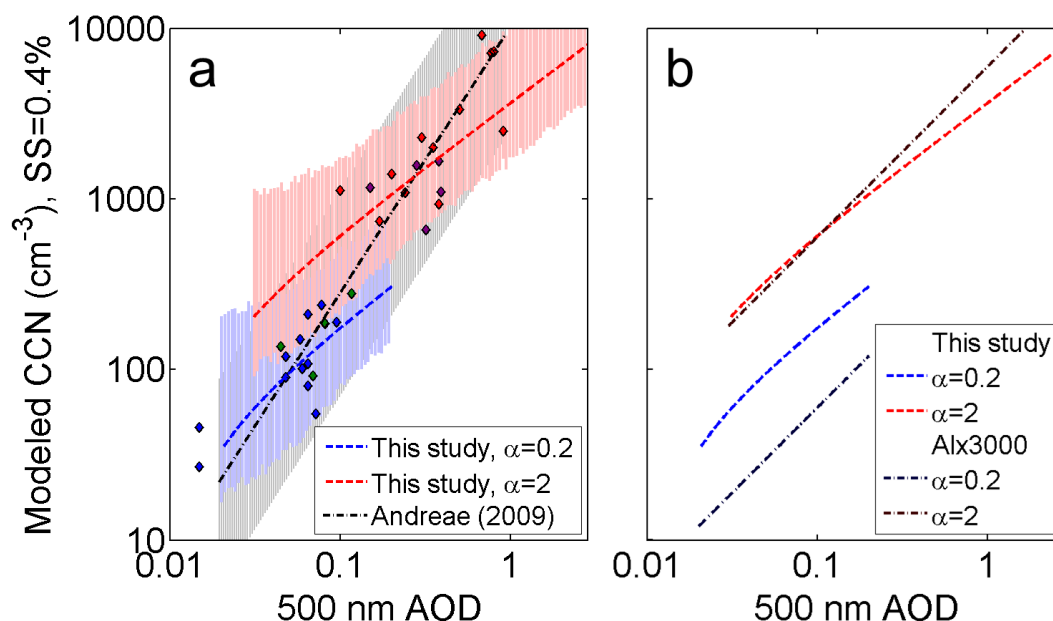 Modeled CCN (cm⁻³), SS=0.4%
10000
1000
100
10
a
0.01
0.1
1
500 nm AOD
This study, α=0.2
This study, α=2
Andreae (2009)
b
0.01
0.1
1
500 nm AOD
This study
α=0.2
α=2
AIx3000
α=0.2
α=2